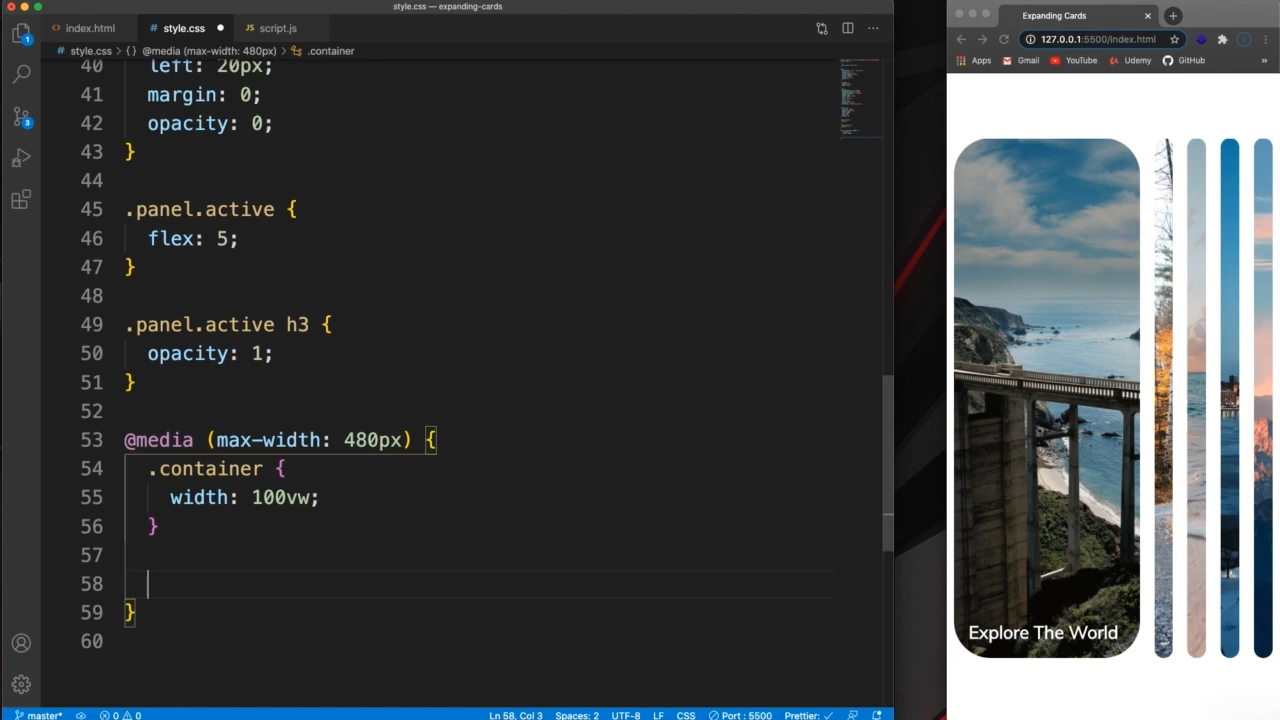 style.css — expanding-cards
index.html
style.css
JS script.js
# style.css > { } @media (max-width: 480px) > .container
1
3
40 left: 20px;
41 margin: 0;
42 opacity: 0;
43 }
44
45 .panel.active {
46 flex: 5;
47 }
48
49 .panel.active h3 {
50 opacity: 1;
51 }
52
53 @media (max-width: 480px) {
54 .container {
55 width: 100vw;
56 }
57
58
59 }
60
master* 0 0 Ln 58, Col 3 Spaces: 2 UTF-8 LF CSS Port : 5500 Prettier: ✓
Expanding Cards
127.0.0.1:5500/index.html
Apps Gmail YouTube Udemy GitHub »
Explore The World